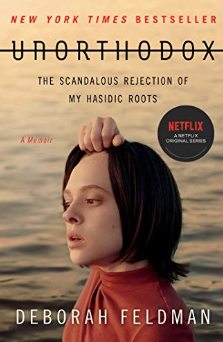 NEW YORK TIMES BESTSELLER
UNORTHODOX
THE SCANDALOUS REJECTION OF
MY HASIDIC ROOTS
A Memoir
NETFLIX
A NETFLIX
ORIGINAL SERIES
DEBORAH FELDMAN